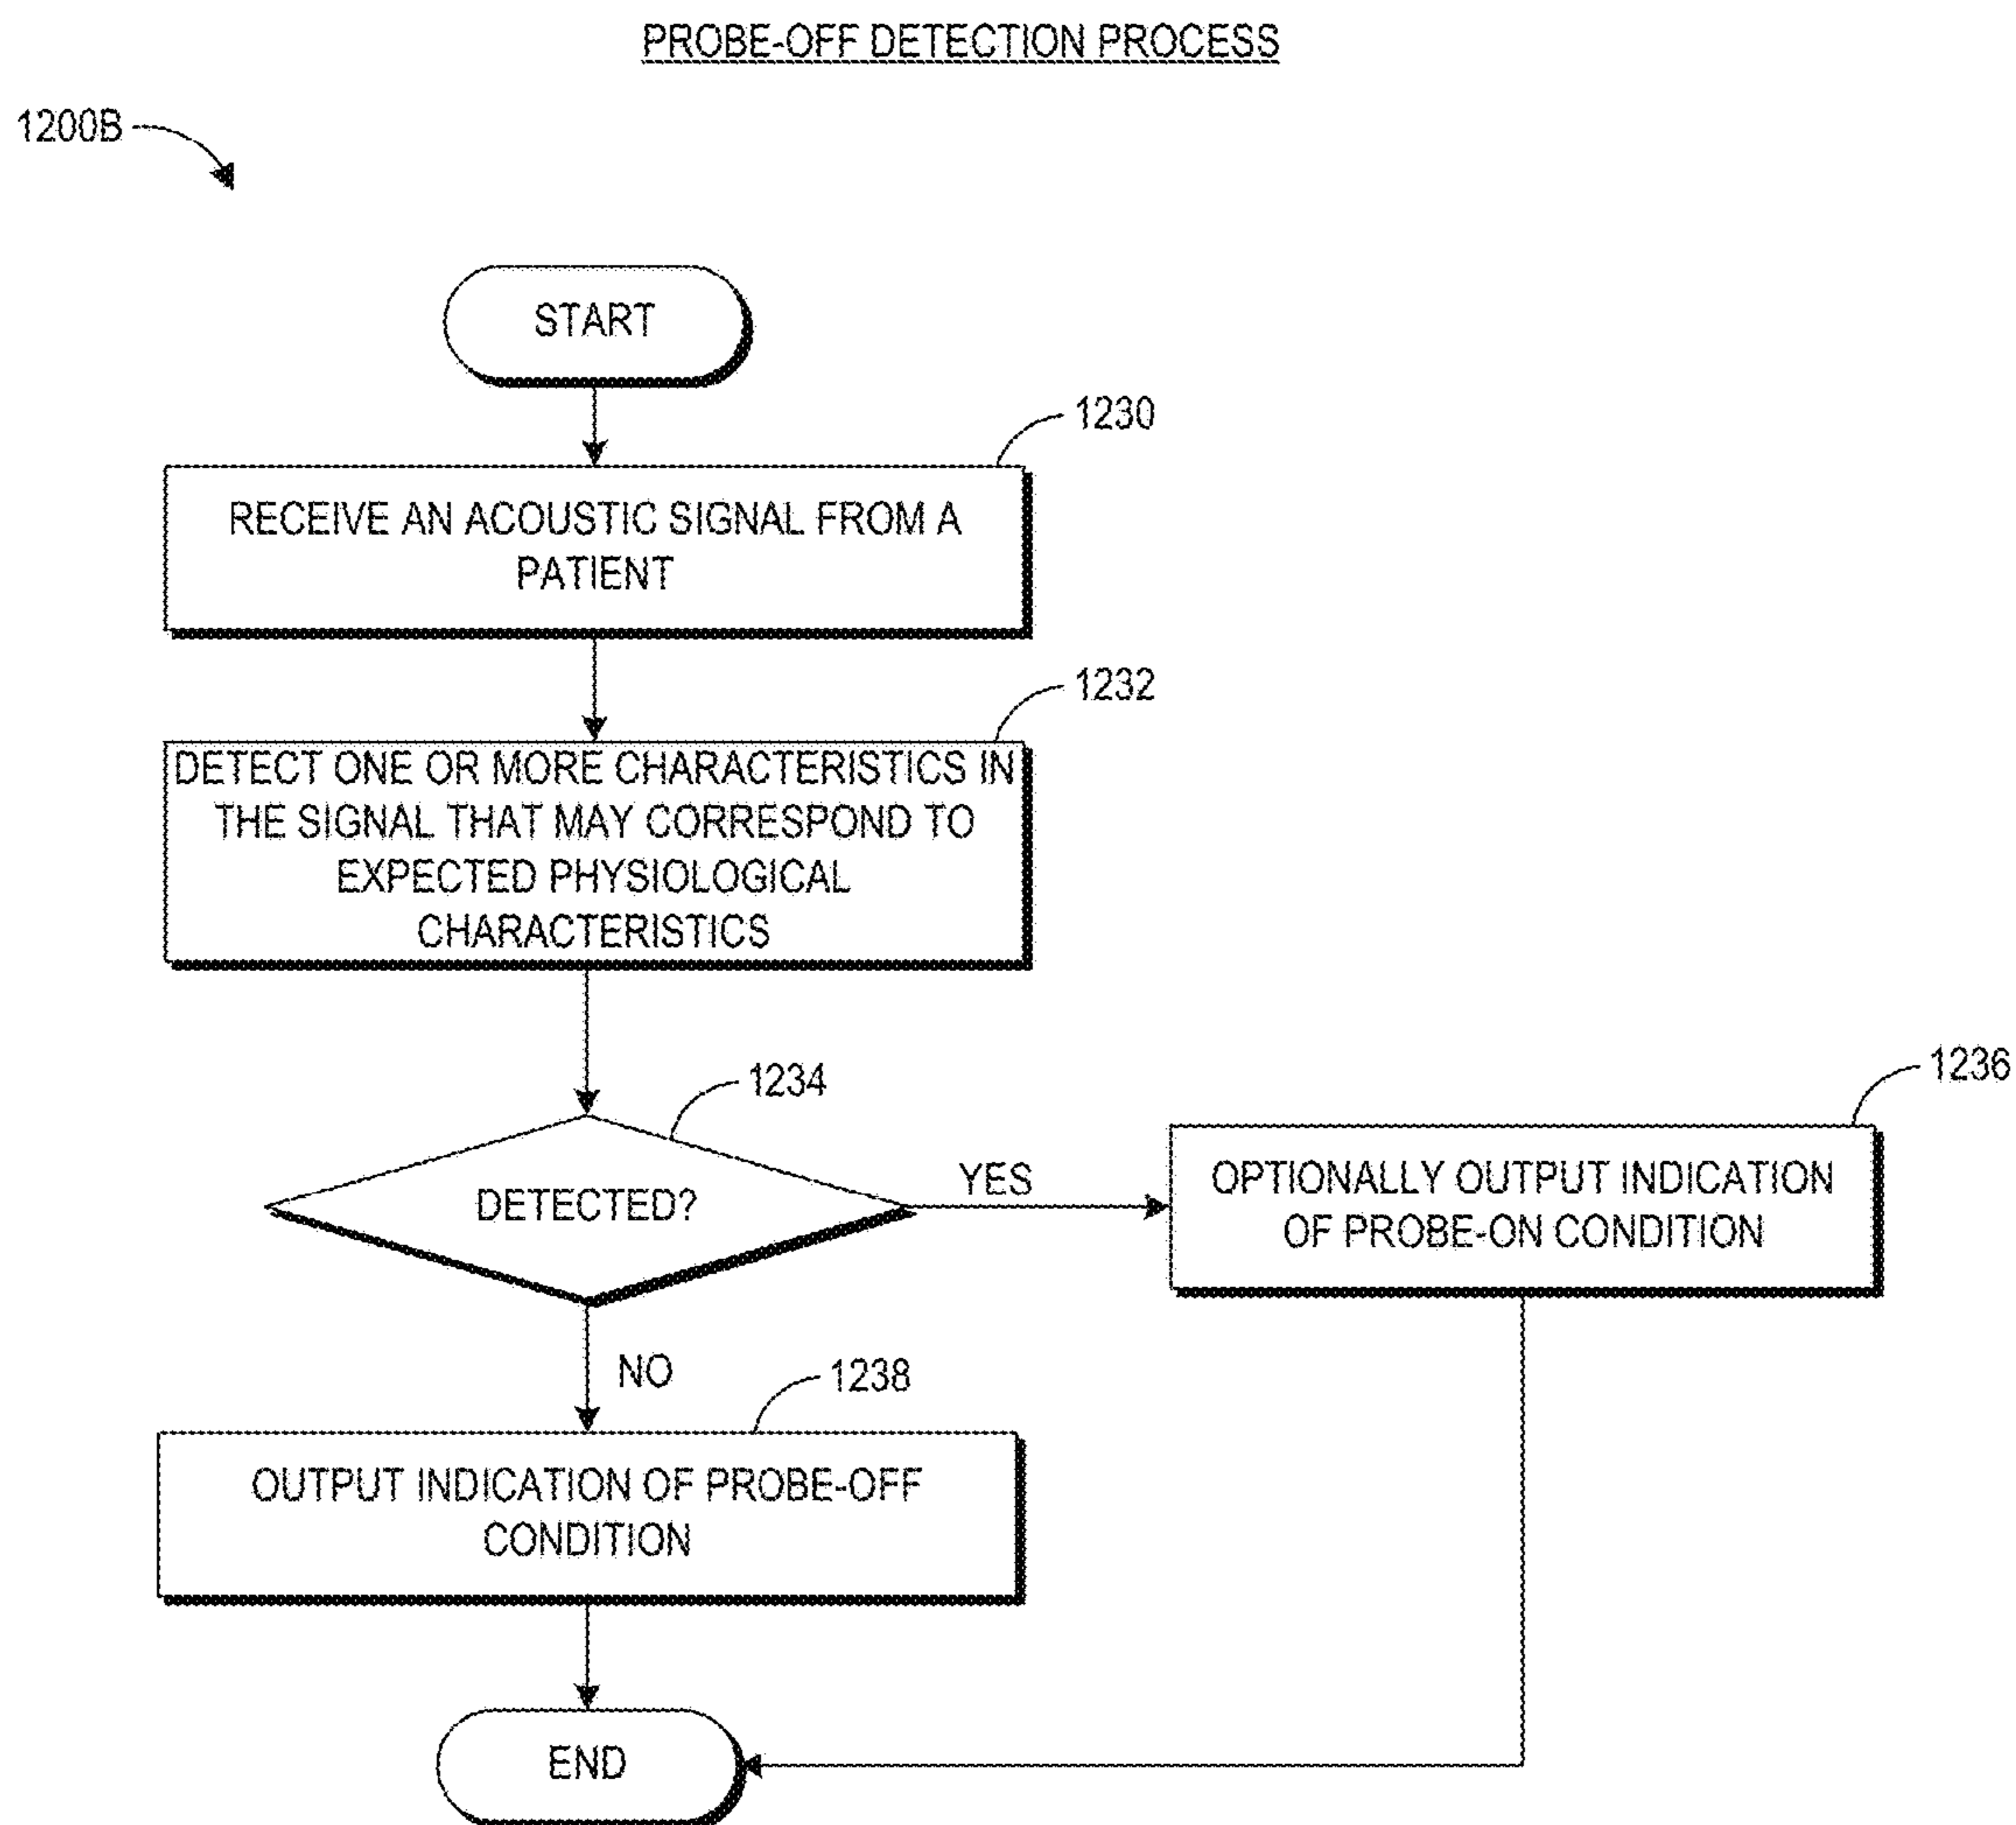 PROBE-OFF DETECTION PROCESS
1200B
START
1230
RECEIVE AN ACOUSTIC SIGNAL FROM A
PATIENT
1232
DETECT ONE OR MORE CHARACTERISTICS IN
THE SIGNAL THAT MAY CORRESPOND TO
EXPECTED PHYSIOLOGICAL
CHARACTERISTICS
1234
DETECTED?
YES
1236
OPTIONALLY OUTPUT INDICATION
OF PROBE-ON CONDITION
NO
1238
OUTPUT INDICATION OF PROBE-OFF
CONDITION
END